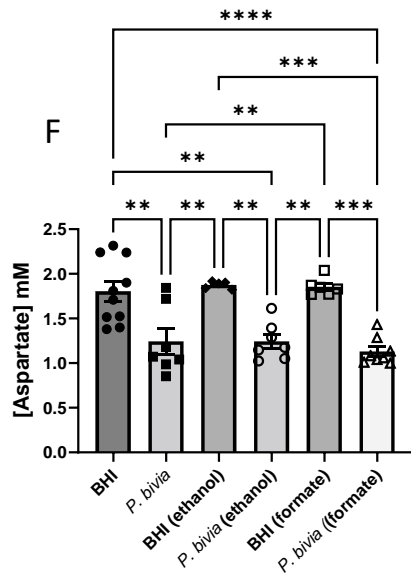 ****
***
F
**
**
** ** ** ** ***
2.5
2.0
1.5
1.0
0.5
0.0
[Aspartate] mM
BHI
P. bivia
BHI (ethanol)
P. bivia (ethanol)
BHI (formate)
P. bivia ((formate)